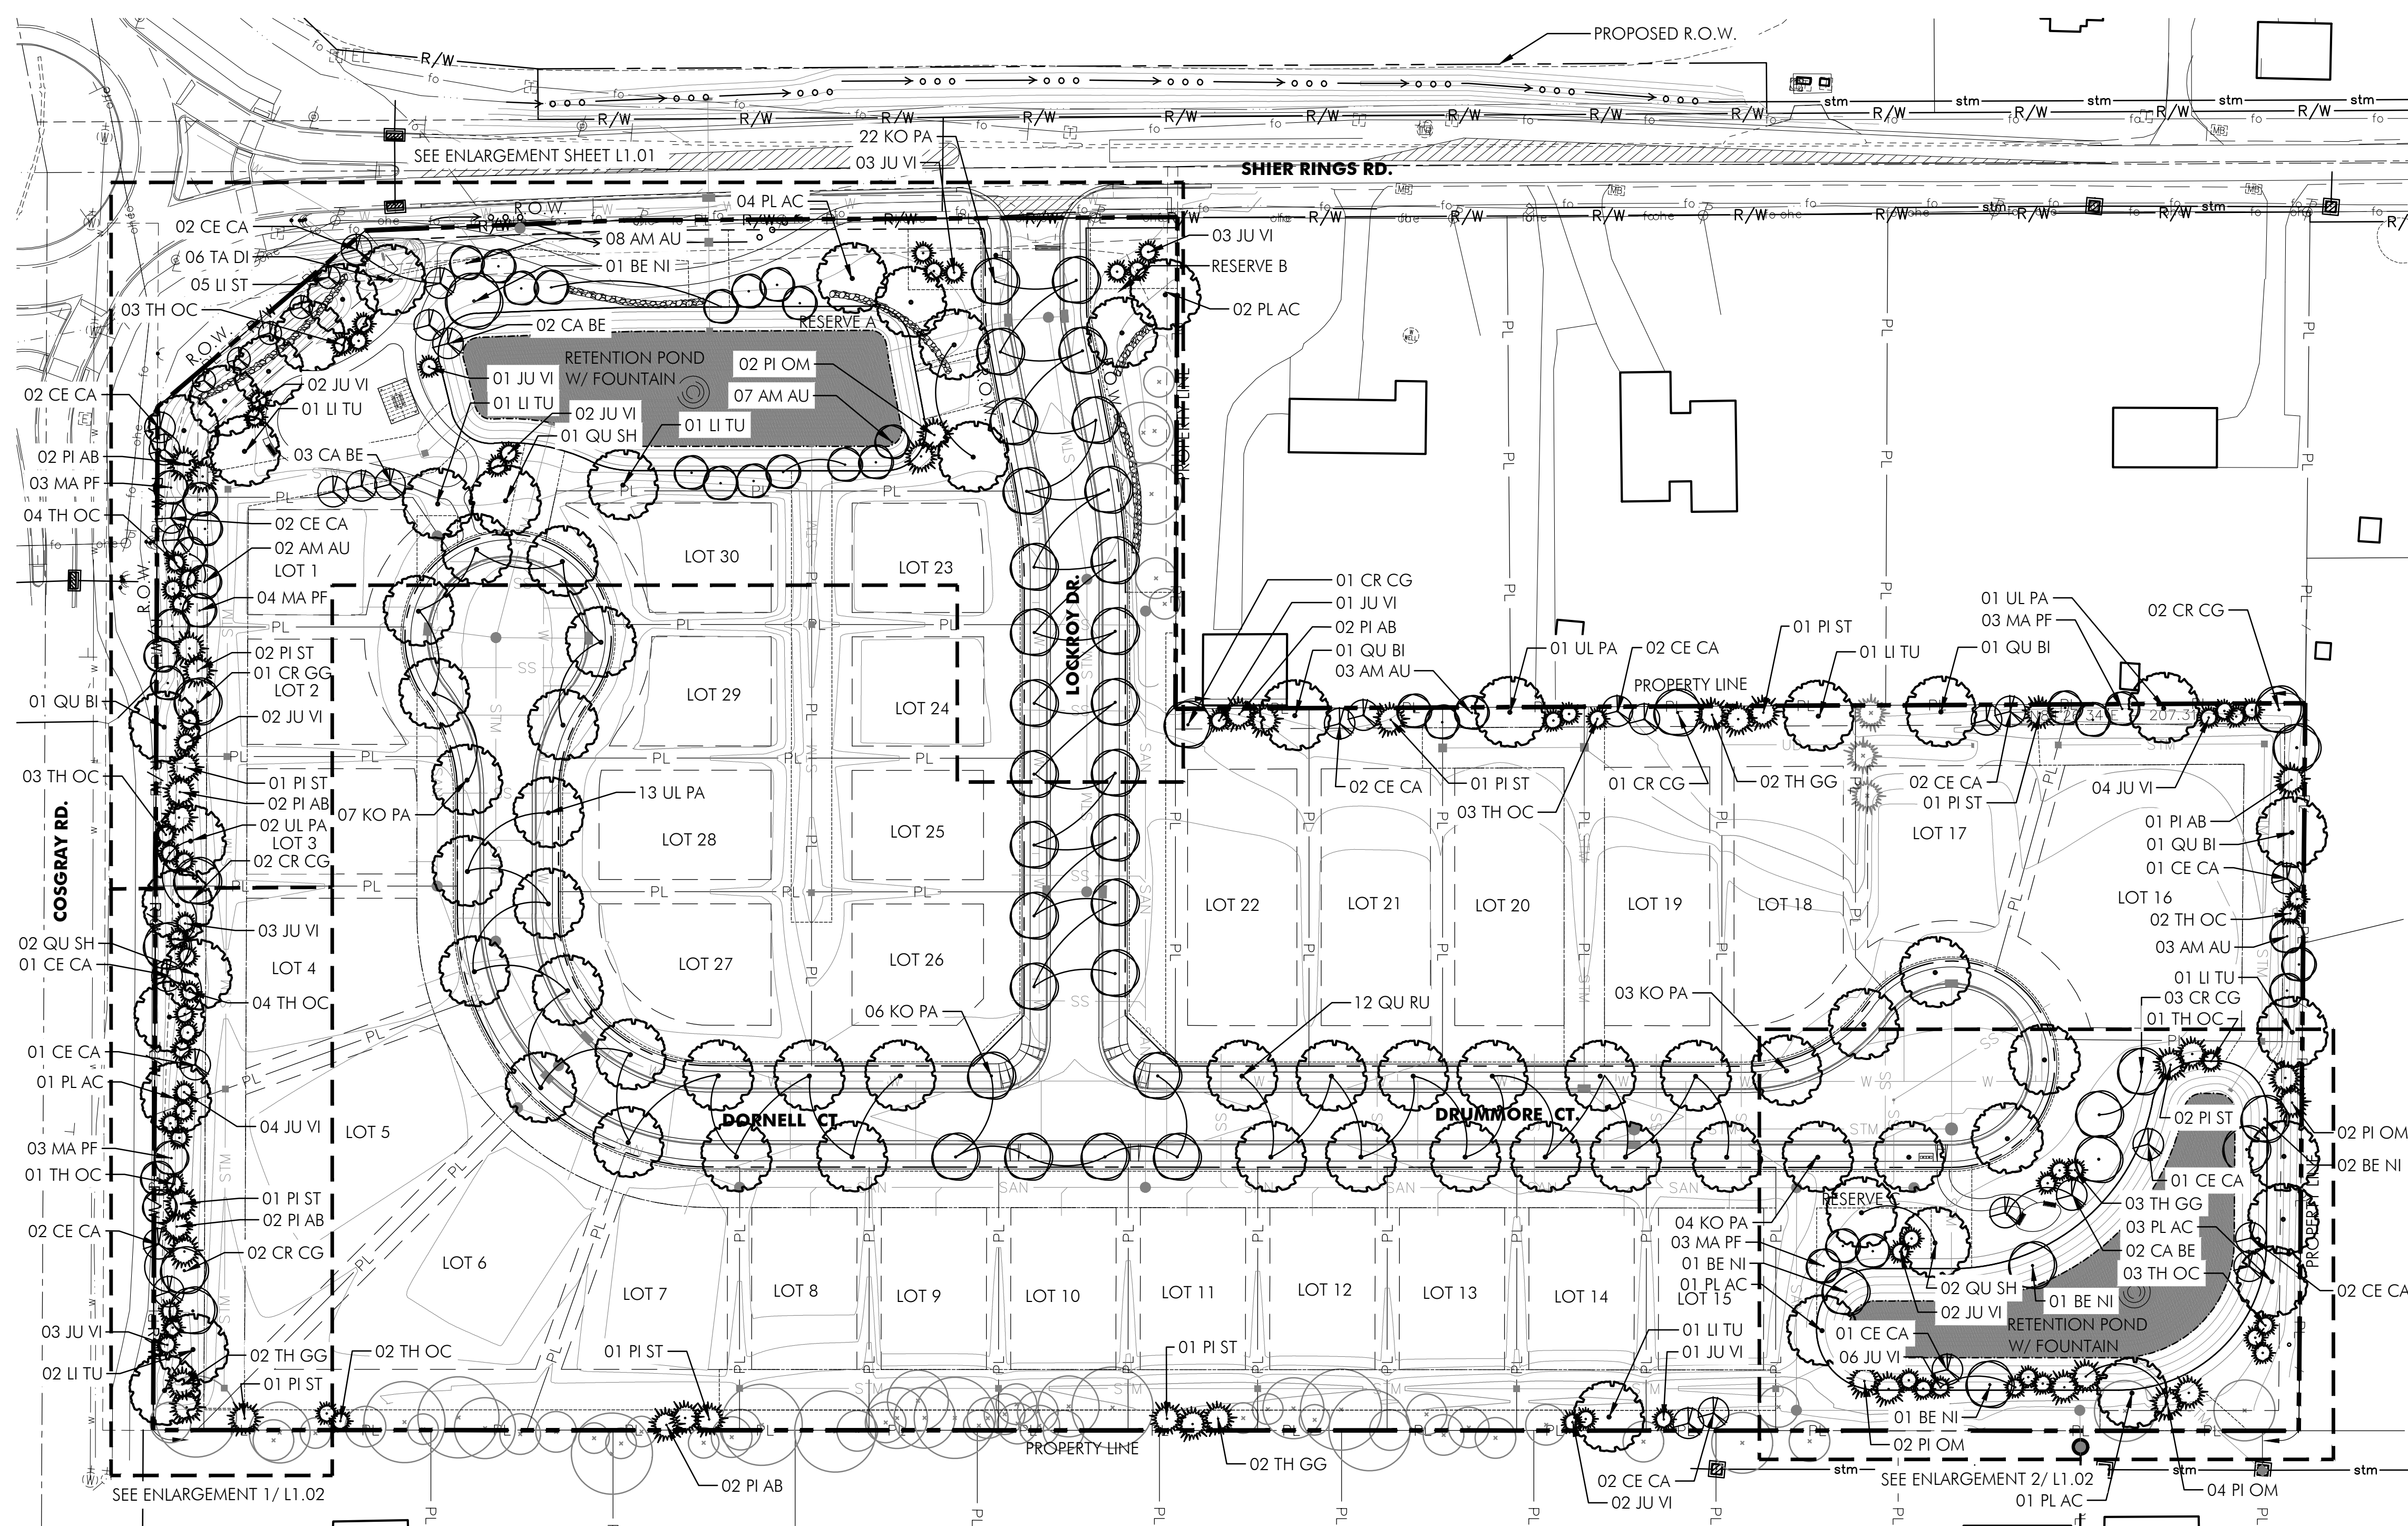 PROPOSED R.O.W.
R/W
R/W R/W R/W R/W R/W R/W R/W R/W R/W R/W R/W R/W R/W
stm stm stm stm stm
22 KO PA
SEE ENLARGEMENT SHEET L1.01
03 JU VI
SHIER RINGS RD.
04 PL AC
R.O.W.
02 CE CA
08 AM AU
03 JU VI
06 TA DI
01 BE NI
RESERVE B
05 LI ST
03 TH OC
02 PL AC
RESERVE A
02 CA BE
R.O.W.
RETENTION POND
W/ FOUNTAIN
02 PI OM
01 JU VI
02 JU VI
02 CE CA
07 AM AU
01 LI TU
01 LI TU
02 JU VI
01 LI TU
01 QU SH
R.O.W.
R.O.W.
PROPERTY LINE
02 PI AB
03 CA BE
03 MA PF
04 TH OC
02 CE CA
02 AM AU
LOT 1
LOT 30
LOT 23
R.O.W.
04 MA PF
LOCKROY DR.
01 CR CG
01 JU VI
02 PI AB
01 QU BI
03 AM AU
01 UL PA
02 CE CA
01 PI ST
01 LI TU
01 UL PA
03 MA PF
01 QU BI
02 CR CG
PROPERTY LINE
02 PI ST
01 CR GG
LOT 2
01 QU BI
02 JU VI
LOT 29
LOT 24
207.31
03 TH OC
01 PI ST
02 PI AB
07 KO PA
13 UL PA
02 CE CA
01 PI ST
03 TH OC
01 CR CG
02 TH GG
02 CE CA
01 PI ST
04 JU VI
COSGRAY RD.
02 UL PA
LOT 3
02 CR CG
LOT 28
LOT 25
LOT 17
01 PI AB
01 QU BI
01 CE CA
LOT 16
LOT 22
LOT 21
LOT 20
LOT 19
LOT 18
02 TH OC
03 JU VI
02 QU SH
01 CE CA
LOT 4
LOT 27
LOT 26
03 AM AU
01 LI TU
04 TH OC
06 KO PA
12 QU RU
03 KO PA
03 CR CG
01 TH OC
01 CE CA
01 PL AC
04 JU VI
LOT 5
DORNELL CT.
DRUMMORE CT.
02 PI ST
02 PI OM
03 MA PF
01 TH OC
02 BE NI
01 PI ST
01 CE CA
RESERVE C
02 PI AB
03 TH GG
02 CE CA
04 KO PA
03 PL AC
02 CR CG
03 MA PF
02 CA BE
PROPERTY LINE
LOT 6
01 BE NI
03 TH OC
01 PL AC
02 QU SH
LOT 7
LOT 8
LOT 9
LOT 10
LOT 11
LOT 12
LOT 13
LOT 14
LOT 15
01 BE NI
02 CE CA
02 JU VI
RETENTION POND
W/ FOUNTAIN
03 JU VI
01 LI TU
01 CE CA
02 TH GG
02 TH OC
01 PI ST
01 PI ST
01 JU VI
06 JU VI
02 LI TU
01 PI ST
01 BE NI
PROPERTY LINE
02 PI OM
02 TH GG
02 PI AB
02 CE CA
SEE ENLARGEMENT 1/ L1.02
02 JU VI
SEE ENLARGEMENT 2/ L1.02
01 PL AC
04 PI OM
stm stm stm